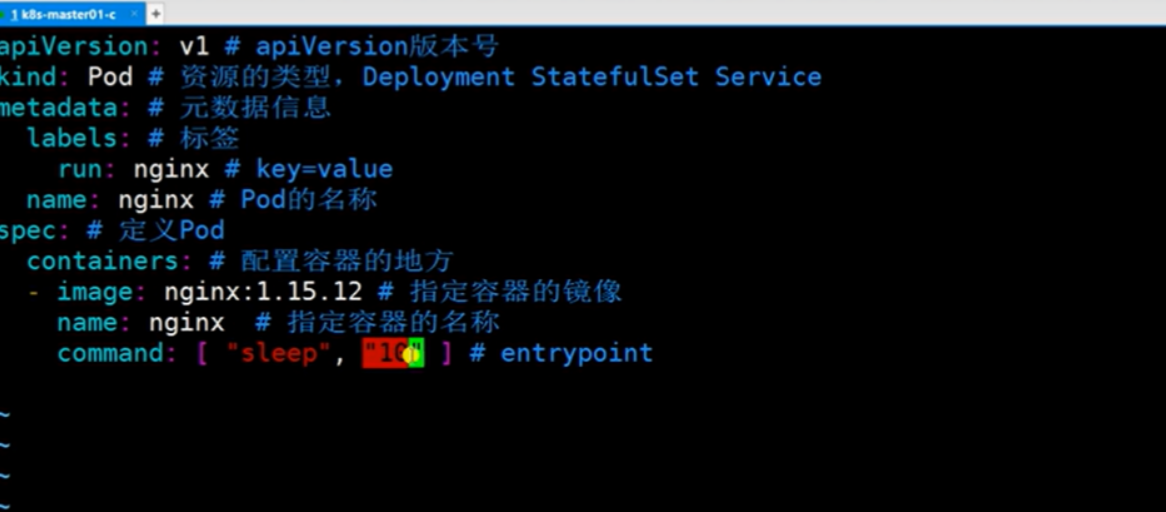 1 k8s-master01-c × +
apiVersion: v1 # apiVersion版本号
kind: Pod # 资源的类型，Deployment StatefulSet Service
metadata: # 元数据信息
labels: # 标签
run: nginx # key=value
name: nginx # Pod的名称
spec: # 定义Pod
containers: # 配置容器的地方
- image: nginx:1.15.12 # 指定容器的镜像
name: nginx # 指定容器的名称
command: [ "sleep", "10" ] # entrypoint
~
~
~
~